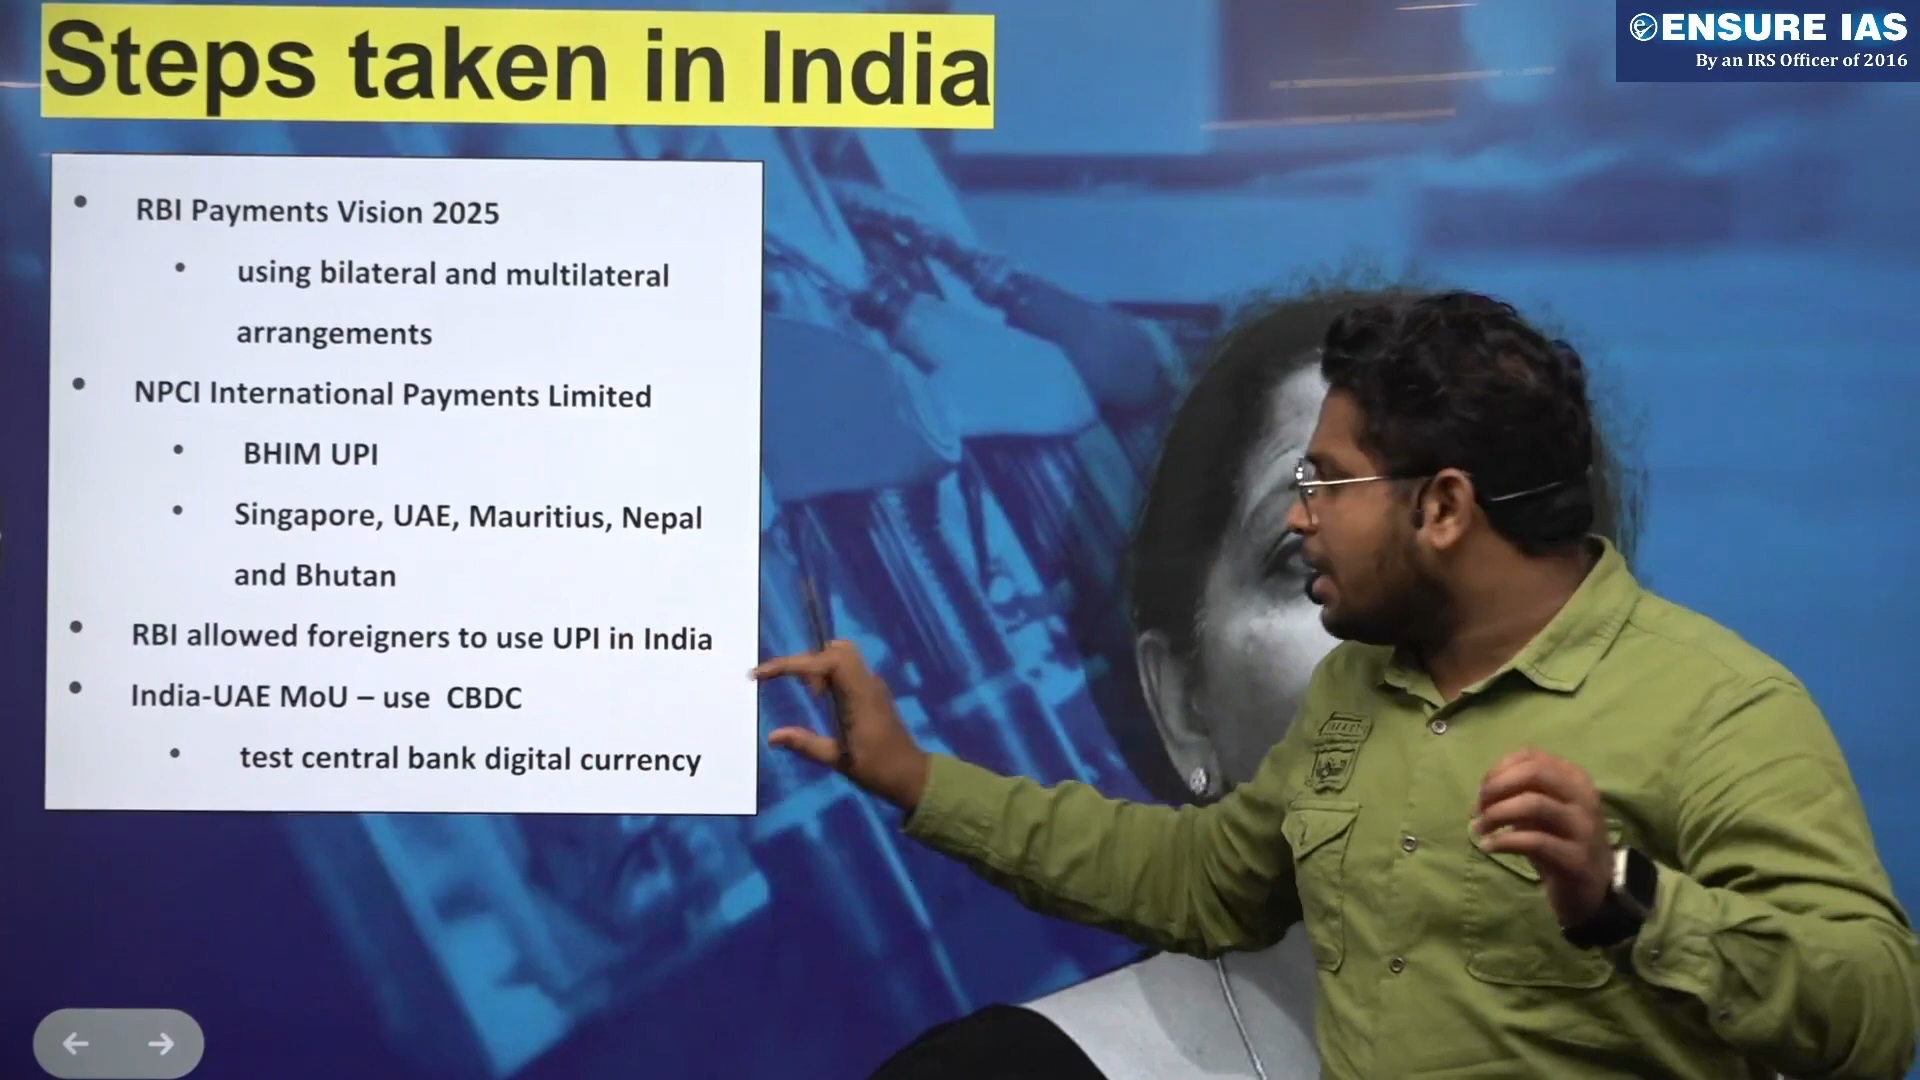 Steps taken in India
ENSURE IAS
By an IRS Officer of 2016
• RBI Payments Vision 2025
• using bilateral and multilateral
arrangements
• NPCI International Payments Limited
• BHIM UPI
• Singapore, UAE, Mauritius, Nepal
and Bhutan
• RBI allowed foreigners to use UPI in India
• India-UAE MoU – use CBDC
• test central bank digital currency